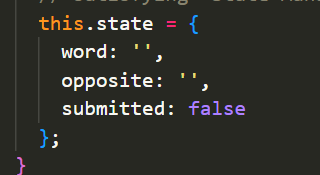 this.state = {
word: '',
opposite: '',
submitted: false
};
}